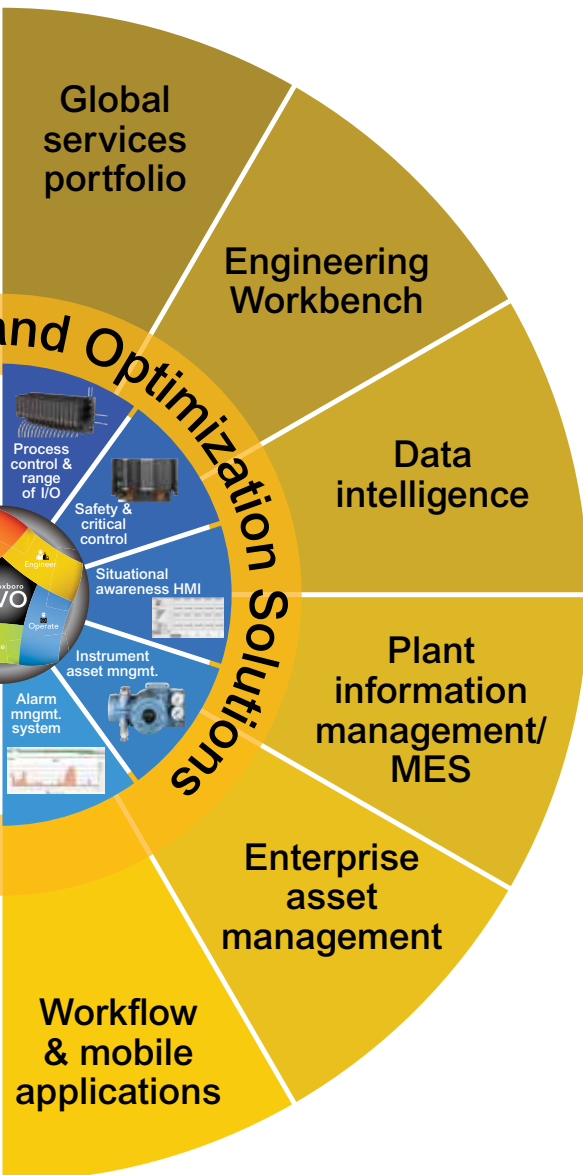 Global
services
portfolio
Engineering
Workbench
and Optimization Solutions
Data
intelligence
Process
control &
range
of I/O
Safety &
critical
control
Engineer
Situational
awareness HMI
Operate
Instrument
asset mngmt.
Alarm
mngmt.
system
Plant
information
management/
MES
Enterprise
asset
management
Workflow
& mobile
applications